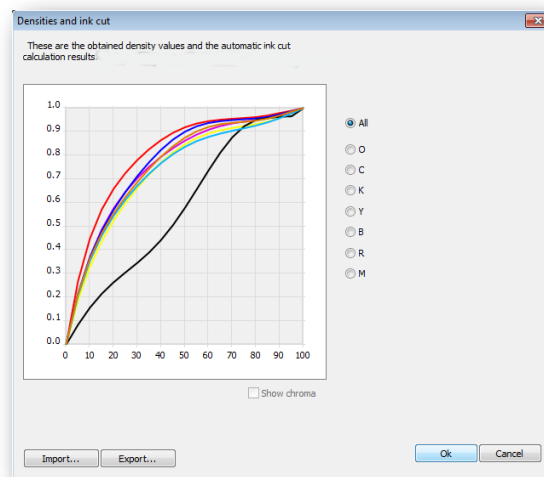 Densities and ink cut
These are the obtained density values and the automatic ink cut
calculation results
1.0
0.9
0.8
0.7
0.6
0.5
0.4
0.3
0.2
0.1
0.0
0 10 20 30 40 50 60 70 80 90 100
All
O
C
K
Y
B
R
M
Show chroma
Import... Export... Ok Cancel